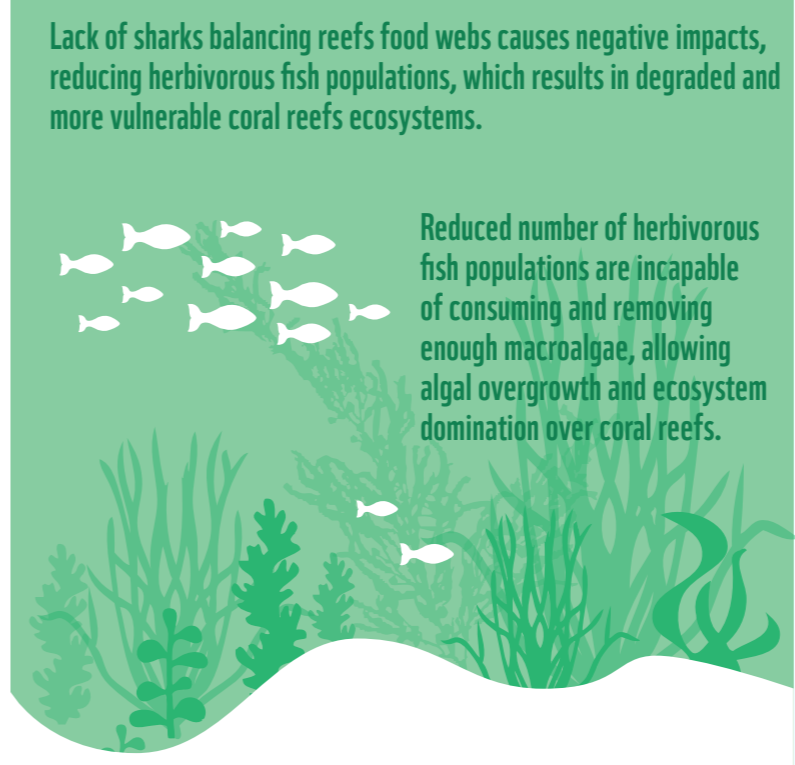 Lack of sharks balancing reefs food webs causes negative impacts,
reducing herbivorous fish populations, which results in degraded and
more vulnerable coral reefs ecosystems.
Reduced number of herbivorous
fish populations are incapable
of consuming and removing
enough macroalgae, allowing
algal overgrowth and ecosystem
domination over coral reefs.